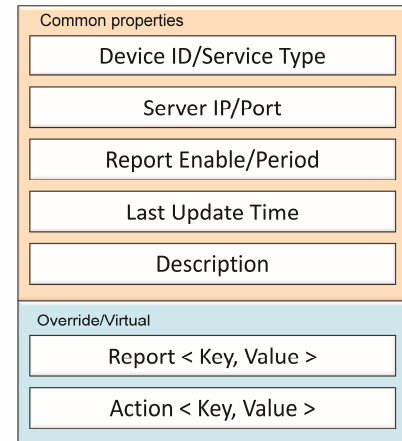 Common properties
Device ID/Service Type
Server IP/Port
Report Enable/Period
Last Update Time
Description
Override/Virtual
Report < Key, Value >
Action < Key, Value >